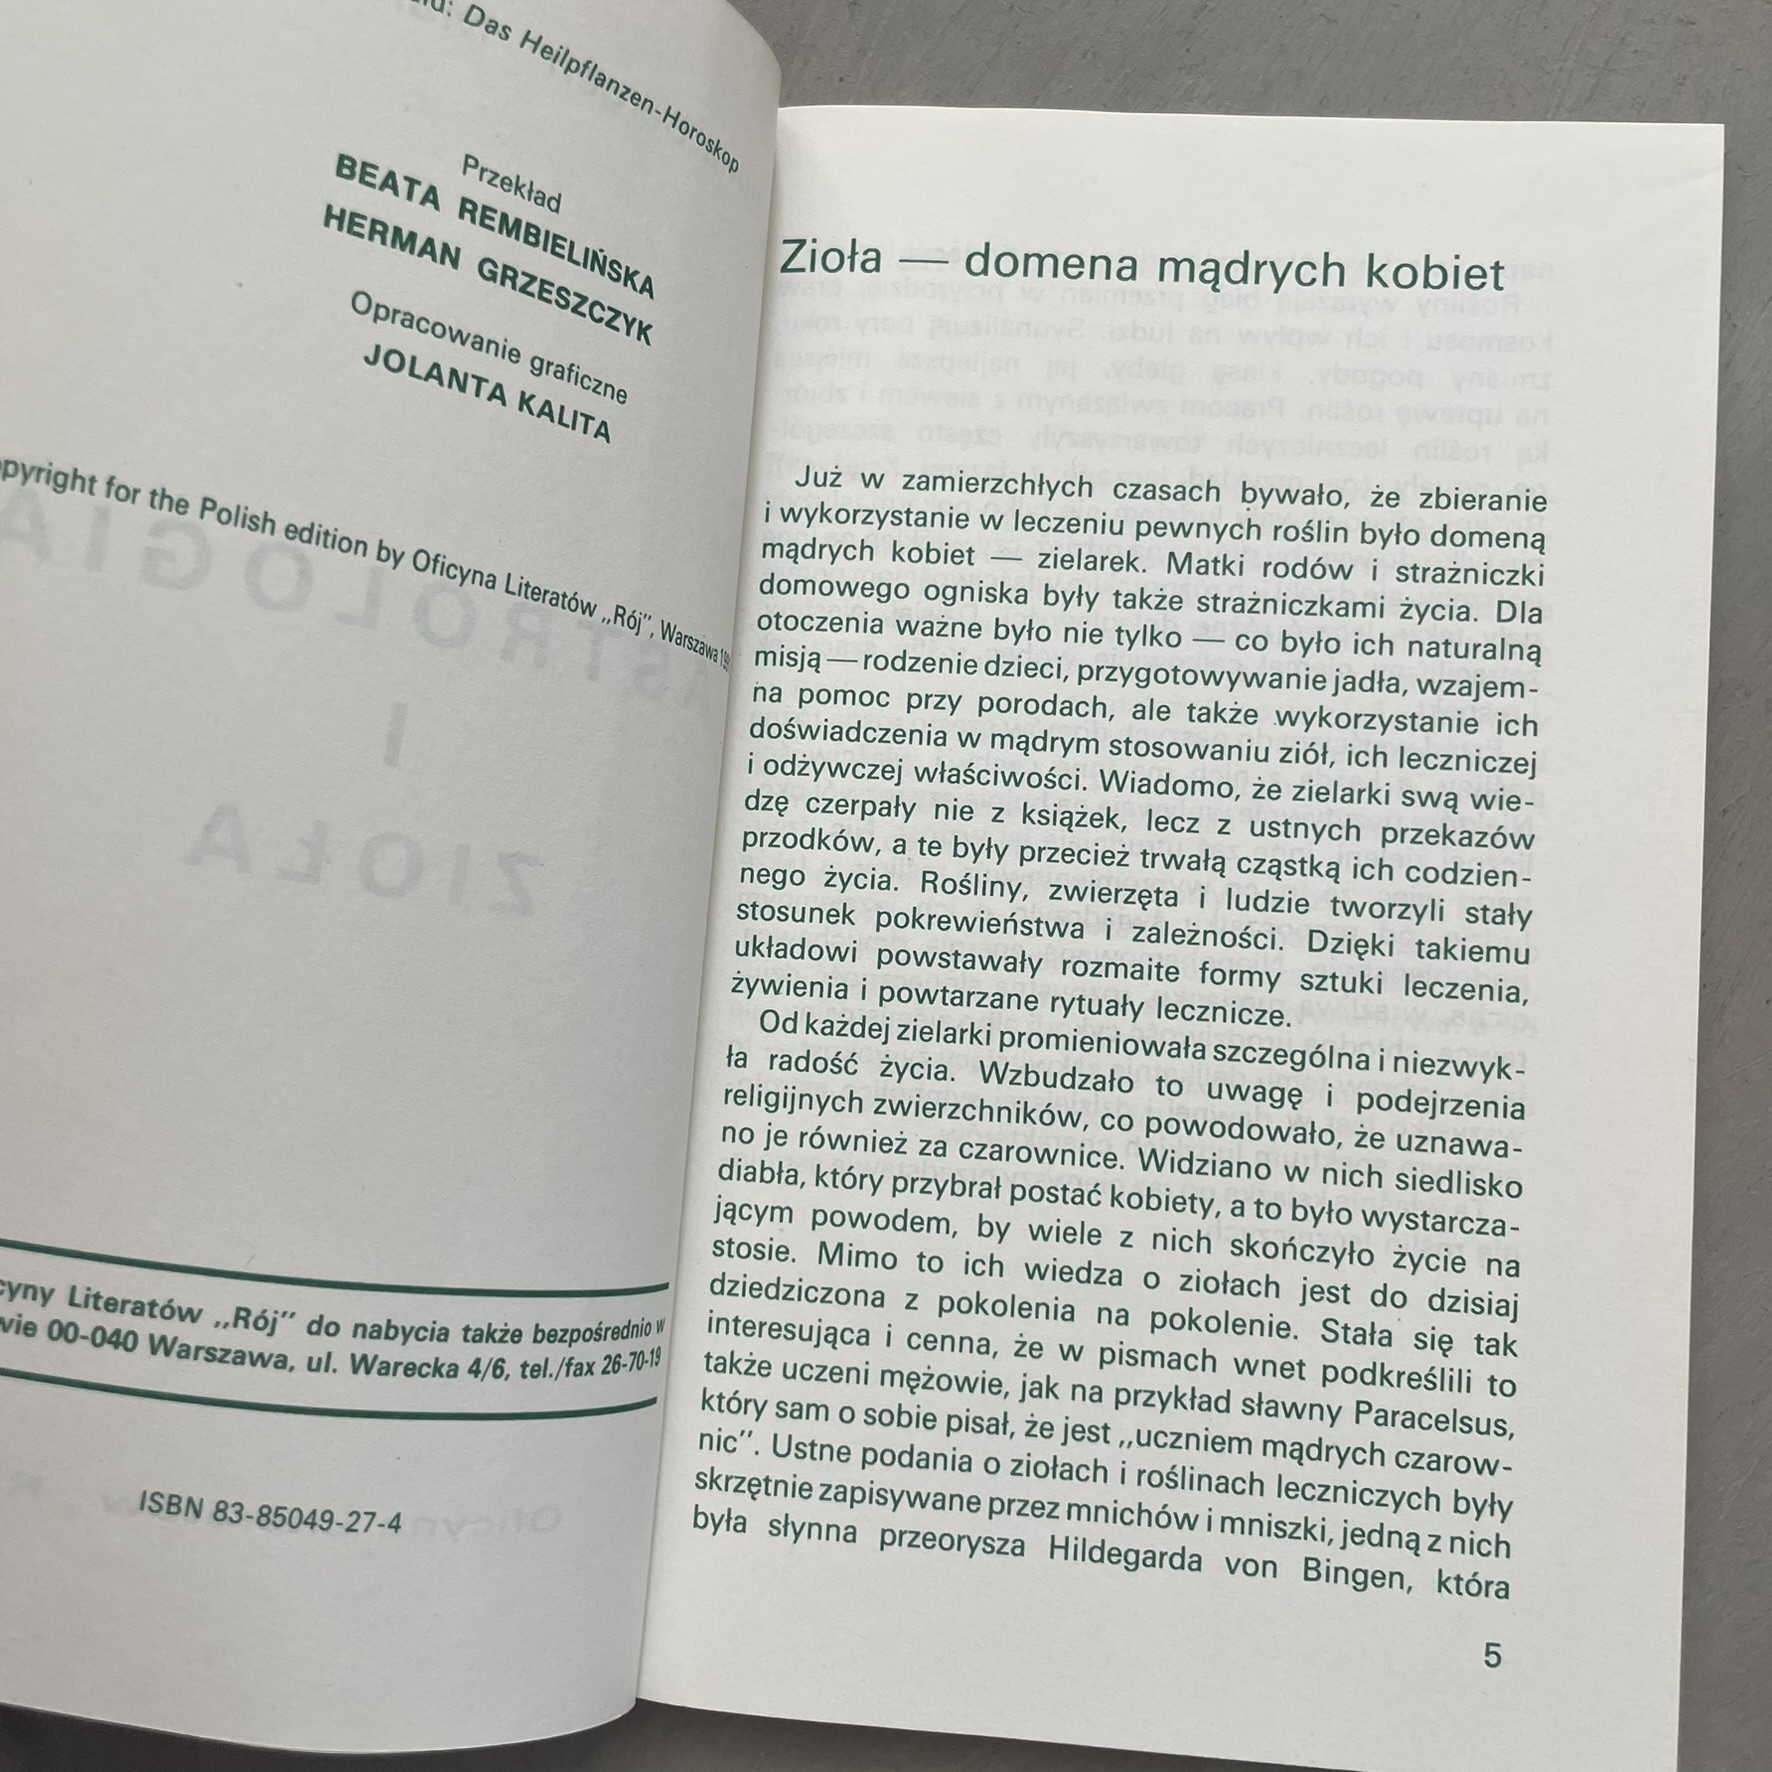 Das Heilpflanzen-Horoskop
Przekład
BEATA REMBIELIŃSKA
HERMAN GRZESZCZYK
Opracowanie graficzne
JOLANTA KALITA
opyright for the Polish edition by Oficyna Literatów „Rój”, Warszawa
cyny Literatów „Rój” do nabycia także bezpośrednio w
wie 00-040 Warszawa, ul. Warecka 4/6, tel./fax 26-70-19
ISBN 83-85049-27-4
Zioła — domena mądrych kobiet
Już w zamierzchłych czasach bywało, że zbieranie
i wykorzystanie w leczeniu pewnych roślin było domeną
mądrych kobiet — zielarek. Matki rodów i strażniczki
domowego ogniska były także strażniczkami życia. Dla
otoczenia ważne było nie tylko — co było ich naturalną
misją — rodzenie dzieci, przygotowywanie jadła, wzajem-
na pomoc przy porodach, ale także wykorzystanie ich
doświadczenia w mądrym stosowaniu ziół, ich leczniczej
i odżywczej właściwości. Wiadomo, że zielarki swą wie-
dzę czerpały nie z książek, lecz z ustnych przekazów
przodków, a te były przecież trwałą cząstką ich codzien-
nego życia. Rośliny, zwierzęta i ludzie tworzyli stały
stosunek pokrewieństwa i zależności. Dzięki takiemu
układowi powstawały rozmaite formy sztuki leczenia,
żywienia i powtarzane rytuały lecznicze.
Od każdej zielarki promieniowała szczególna i niezwyk-
ła radość życia. Wzbudzało to uwagę i podejrzenia
religijnych zwierzchników, co powodowało, że uznawa-
no je również za czarownice. Widziano w nich siedlisko
diabła, który przybrał postać kobiety, a to było wystarcza-
jącym powodem, by wiele z nich skończyło życie na
stosie. Mimo to ich wiedza o ziołach jest do dzisiaj
dziedziczona z pokolenia na pokolenie. Stała się tak
interesująca i cenna, że w pismach wnet podkreślili to
także uczeni mężowie, jak na przykład sławny Paracelsus,
który sam o sobie pisał, że jest „uczniem mądrych czarow-
nic”. Ustne podania o ziołach i roślinach leczniczych były
skrzętnie zapisywane przez mnichów i mniszki, jedną z nich
była słynna przeorysza Hildegarda von Bingen, która
5